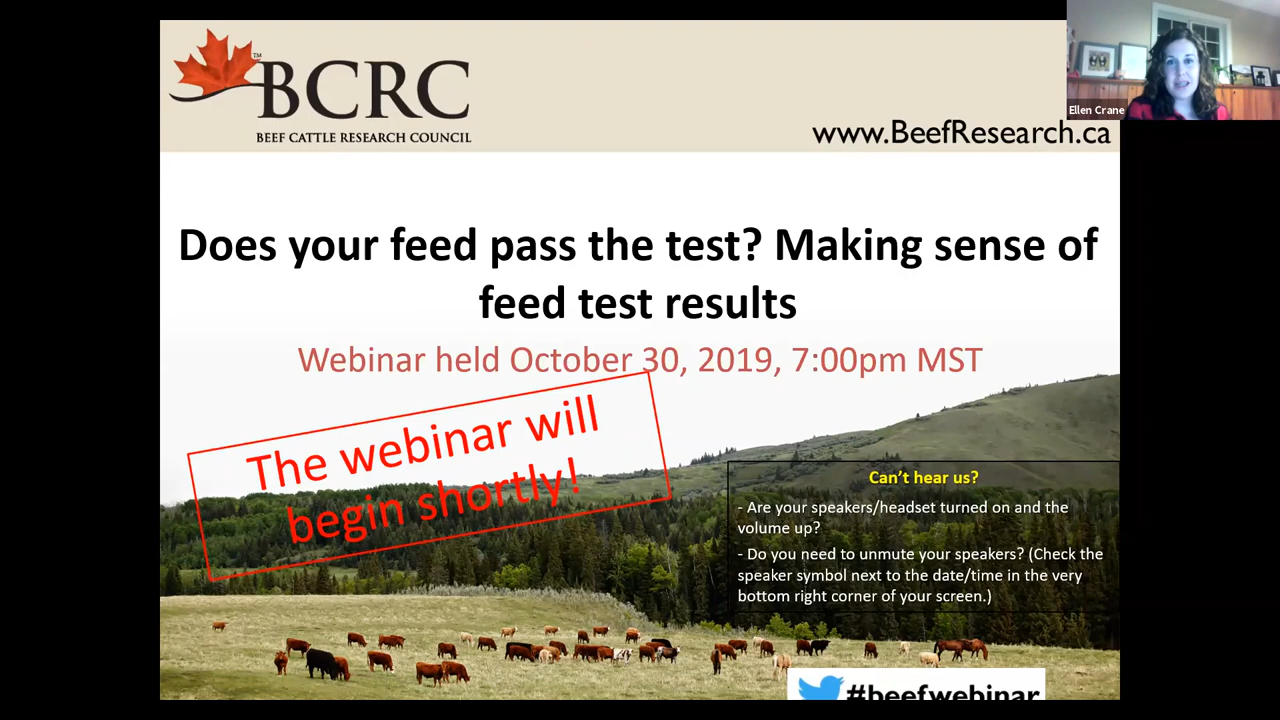 BCRC
TM
BEEF CATTLE RESEARCH COUNCIL
www.BeefResearch.ca
Ellen Crane
Does your feed pass the test? Making sense of
feed test results
Webinar held October 30, 2019, 7:00pm MST
The webinar will
begin shortly!
Can't hear us?
- Are your speakers/headset turned on and the
volume up?
- Do you need to unmute your speakers? (Check the
speaker symbol next to the date/time in the very
bottom right corner of your screen.)
#beefwebinar